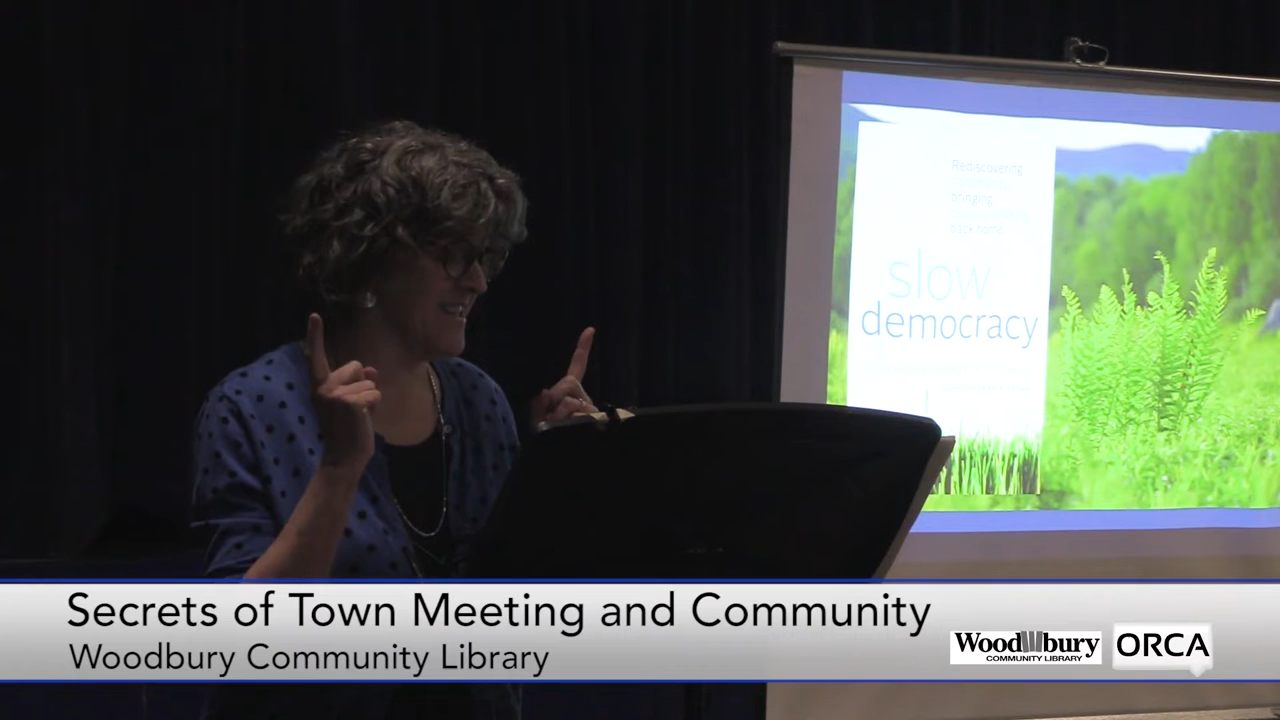 Rediscovering
bringing
back home
slow
democracy
Secrets of Town Meeting and Community
Woodbury Community Library
Woodbury
COMMUNITY LIBRARY
ORCA